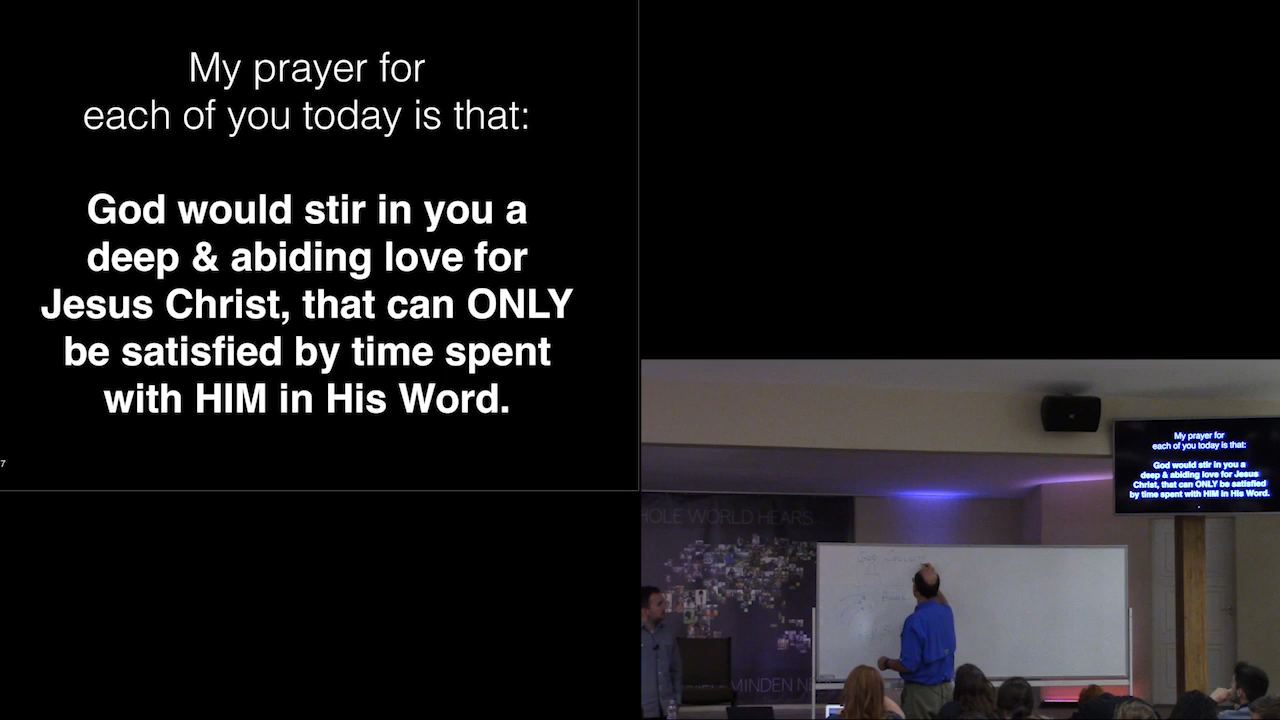 My prayer for
each of you today is that:
God would stir in you a
deep & abiding love for
Jesus Christ, that can ONLY
be satisfied by time spent
with HIM in His Word.
7
My prayer for
each of you today is that:
God would stir in you a
deep & abiding love for Jesus
Christ, that can ONLY be satisfied
by time spent with HIM in His Word.
HOLE WORLD HEARS
MINDEN NE
God